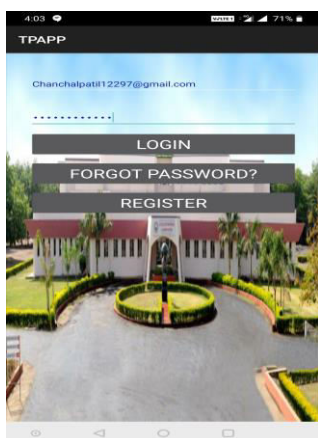 4:03
71%
TPAPP
Chanchalpatil12297@gmail.com
............
LOGIN
FORGOT PASSWORD?
REGISTER